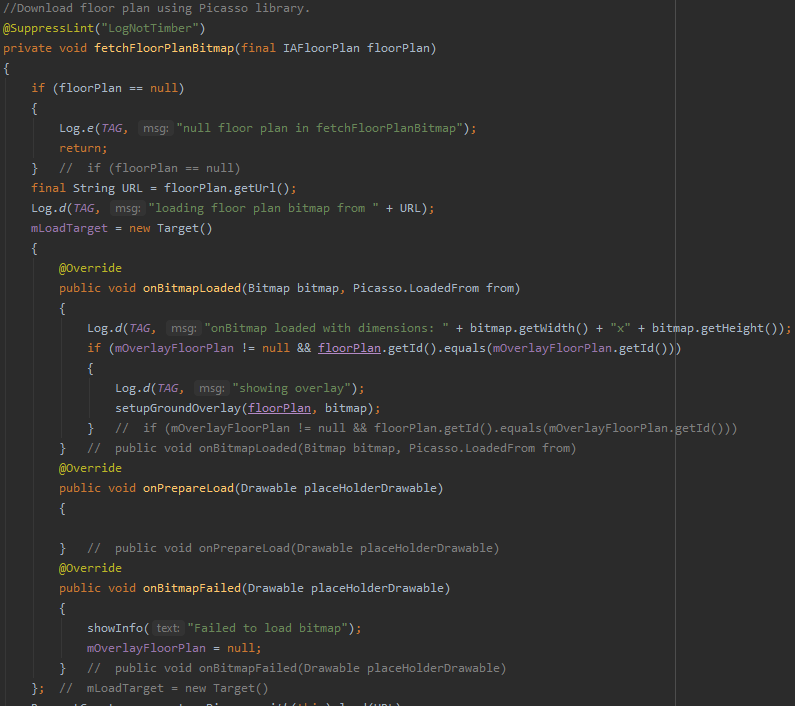 //Download floor plan using Picasso library.
@SuppressLint("LogNotTimber")
private void fetchFloorPlanBitmap(final IAFloorPlan floorPlan)
{
    if (floorPlan == null)
    {
        Log.e(TAG, msg: "null floor plan in fetchFloorPlanBitmap");
        return;
    }   //  if (floorPlan == null)
    final String URL = floorPlan.getUrl();
    Log.d(TAG, msg: "loading floor plan bitmap from " + URL);
    mLoadTarget = new Target()
    {
        @Override
        public void onBitmapLoaded(Bitmap bitmap, Picasso.LoadedFrom from)
        {
            Log.d(TAG, msg: "onBitmap loaded with dimensions: " + bitmap.getWidth() + "x" + bitmap.getHeight());
            if (mOverlayFloorPlan != null && floorPlan.getId().equals(mOverlayFloorPlan.getId()))
            {
                Log.d(TAG, msg: "showing overlay");
                setupGroundOverlay(floorPlan, bitmap);
            }   //  if (mOverlayFloorPlan != null && floorPlan.getId().equals(mOverlayFloorPlan.getId()))
        }   //  public void onBitmapLoaded(Bitmap bitmap, Picasso.LoadedFrom from)
        @Override
        public void onPrepareLoad(Drawable placeHolderDrawable)
        {

        }   //  public void onPrepareLoad(Drawable placeHolderDrawable)
        @Override
        public void onBitmapFailed(Drawable placeHolderDrawable)
        {
            showInfo( text: "Failed to load bitmap");
            mOverlayFloorPlan = null;
        }   //  public void onBitmapFailed(Drawable placeHolderDrawable)
    };  //  mLoadTarget = new Target()